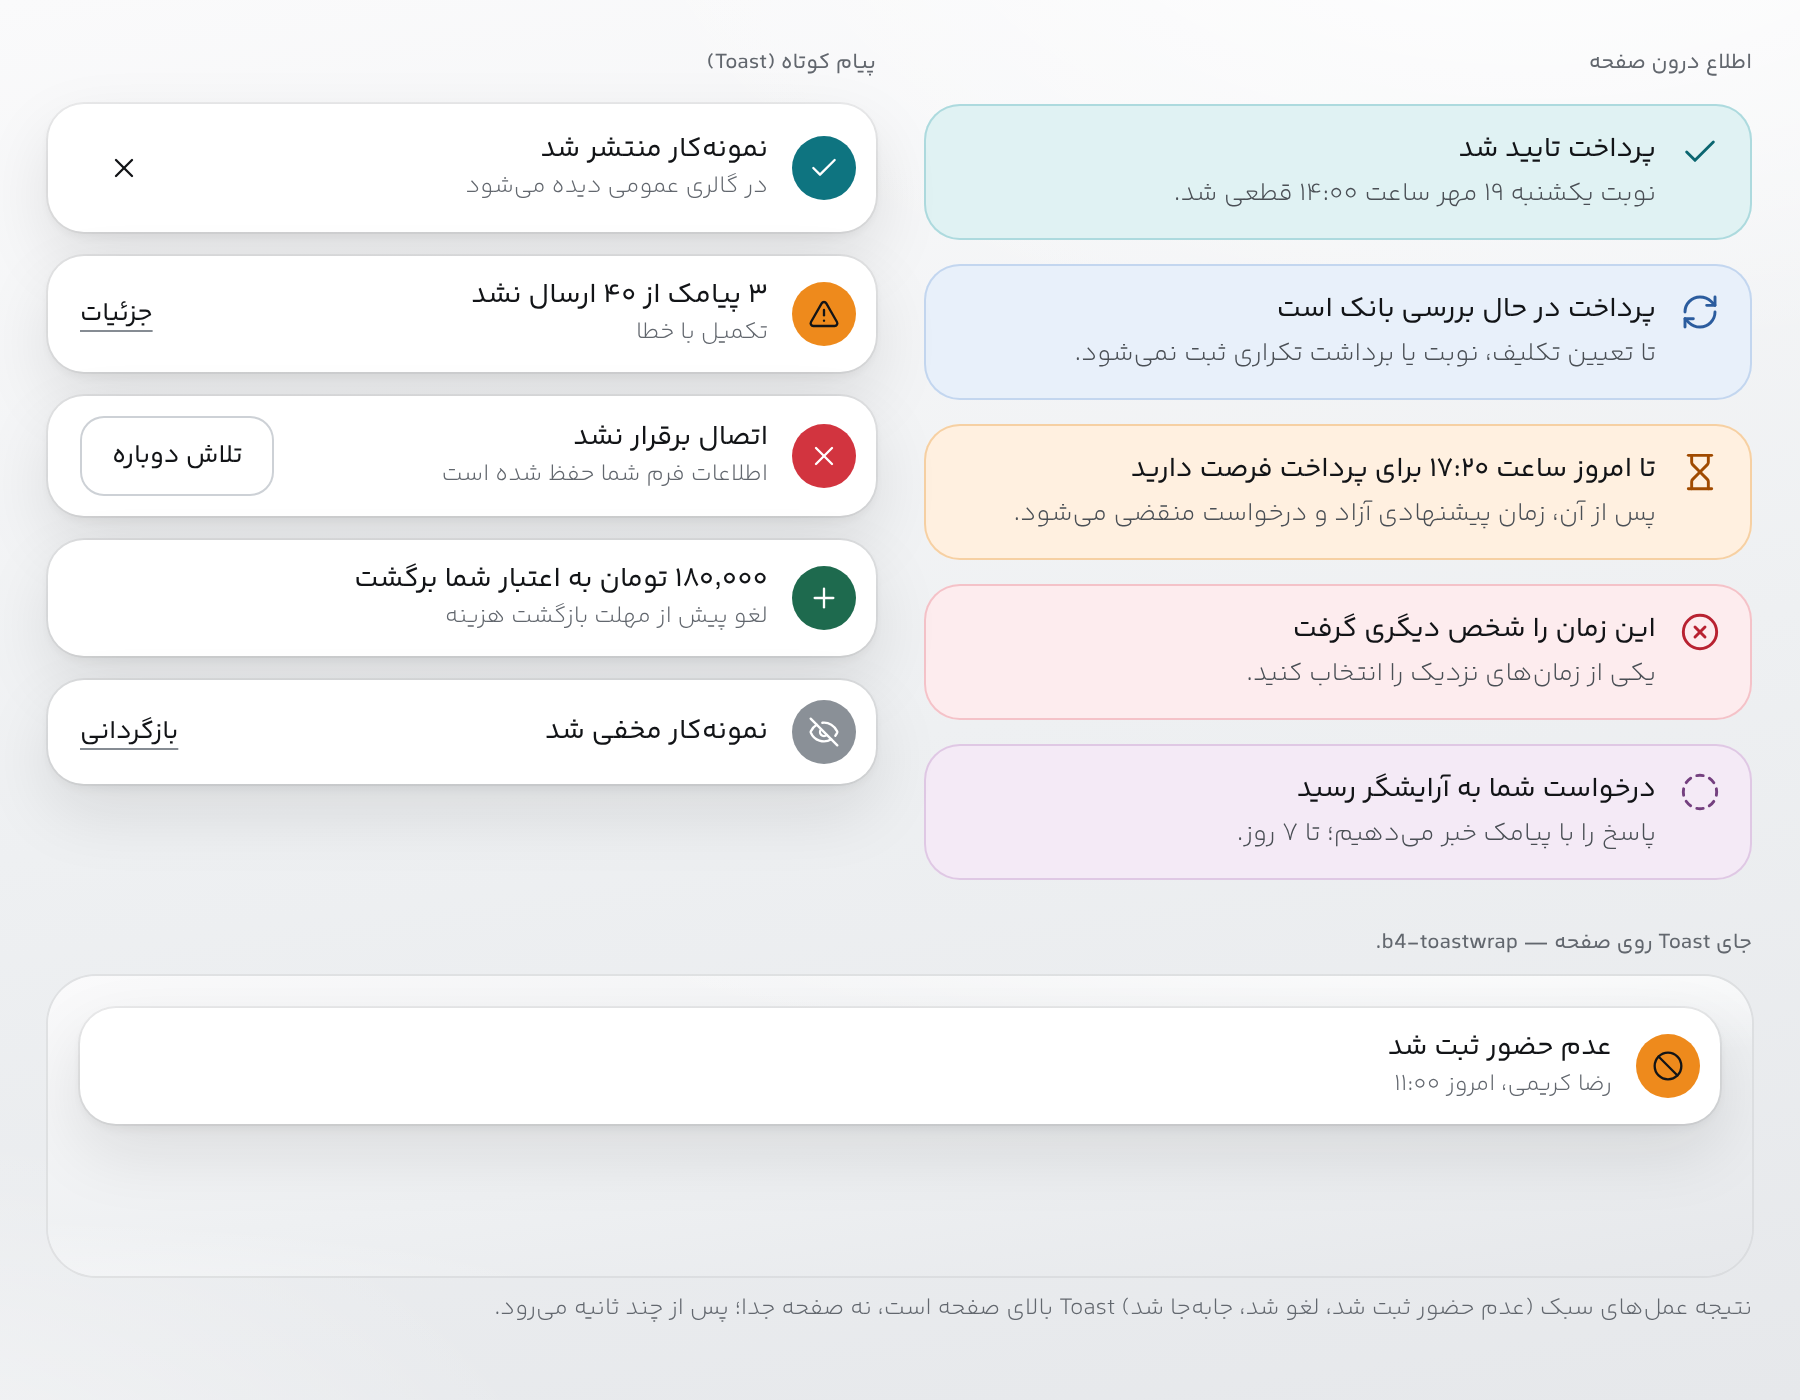 اطلاع درون صفحه
پرداخت تایید شد
نوبت یکشنبه ۱۹ مهر ساعت ۱۴:۰۰ قطعی شد.
پرداخت در حال بررسی بانک است
تا تعیین تکلیف، نوبت یا برداشت تکراری ثبت نمی‌شود.
تا امروز ساعت ۱۷:۲۰ برای پرداخت فرصت دارید
پس از آن، زمان پیشنهادی آزاد و درخواست منقضی می‌شود.
این زمان را شخص دیگری گرفت
یکی از زمان‌های نزدیک را انتخاب کنید.
درخواست شما به آرایشگر رسید
پاسخ را با پیامک خبر می‌دهیم؛ تا ۷ روز.
پیام کوتاه (Toast)
نمونه‌کار منتشر شد
در گالری عمومی دیده می‌شود
۳ پیامک از ۴۰ ارسال نشد
تکمیل با خطا
جزئیات
اتصال برقرار نشد
اطلاعات فرم شما حفظ شده است
تلاش دوباره
۱۸۰,۰۰۰ تومان به اعتبار شما برگشت
لغو پیش از مهلت بازگشت هزینه
نمونه‌کار مخفی شد
بازگردانی
جای Toast روی صفحه — b4-toastwrap.
عدم حضور ثبت شد
رضا کریمی، امروز ۱۱:۰۰
نتیجه عمل‌های سبک (عدم حضور ثبت شد، لغو شد، جابه‌جا شد) Toast بالای صفحه است، نه صفحه جدا؛ پس از چند ثانیه می‌رود.